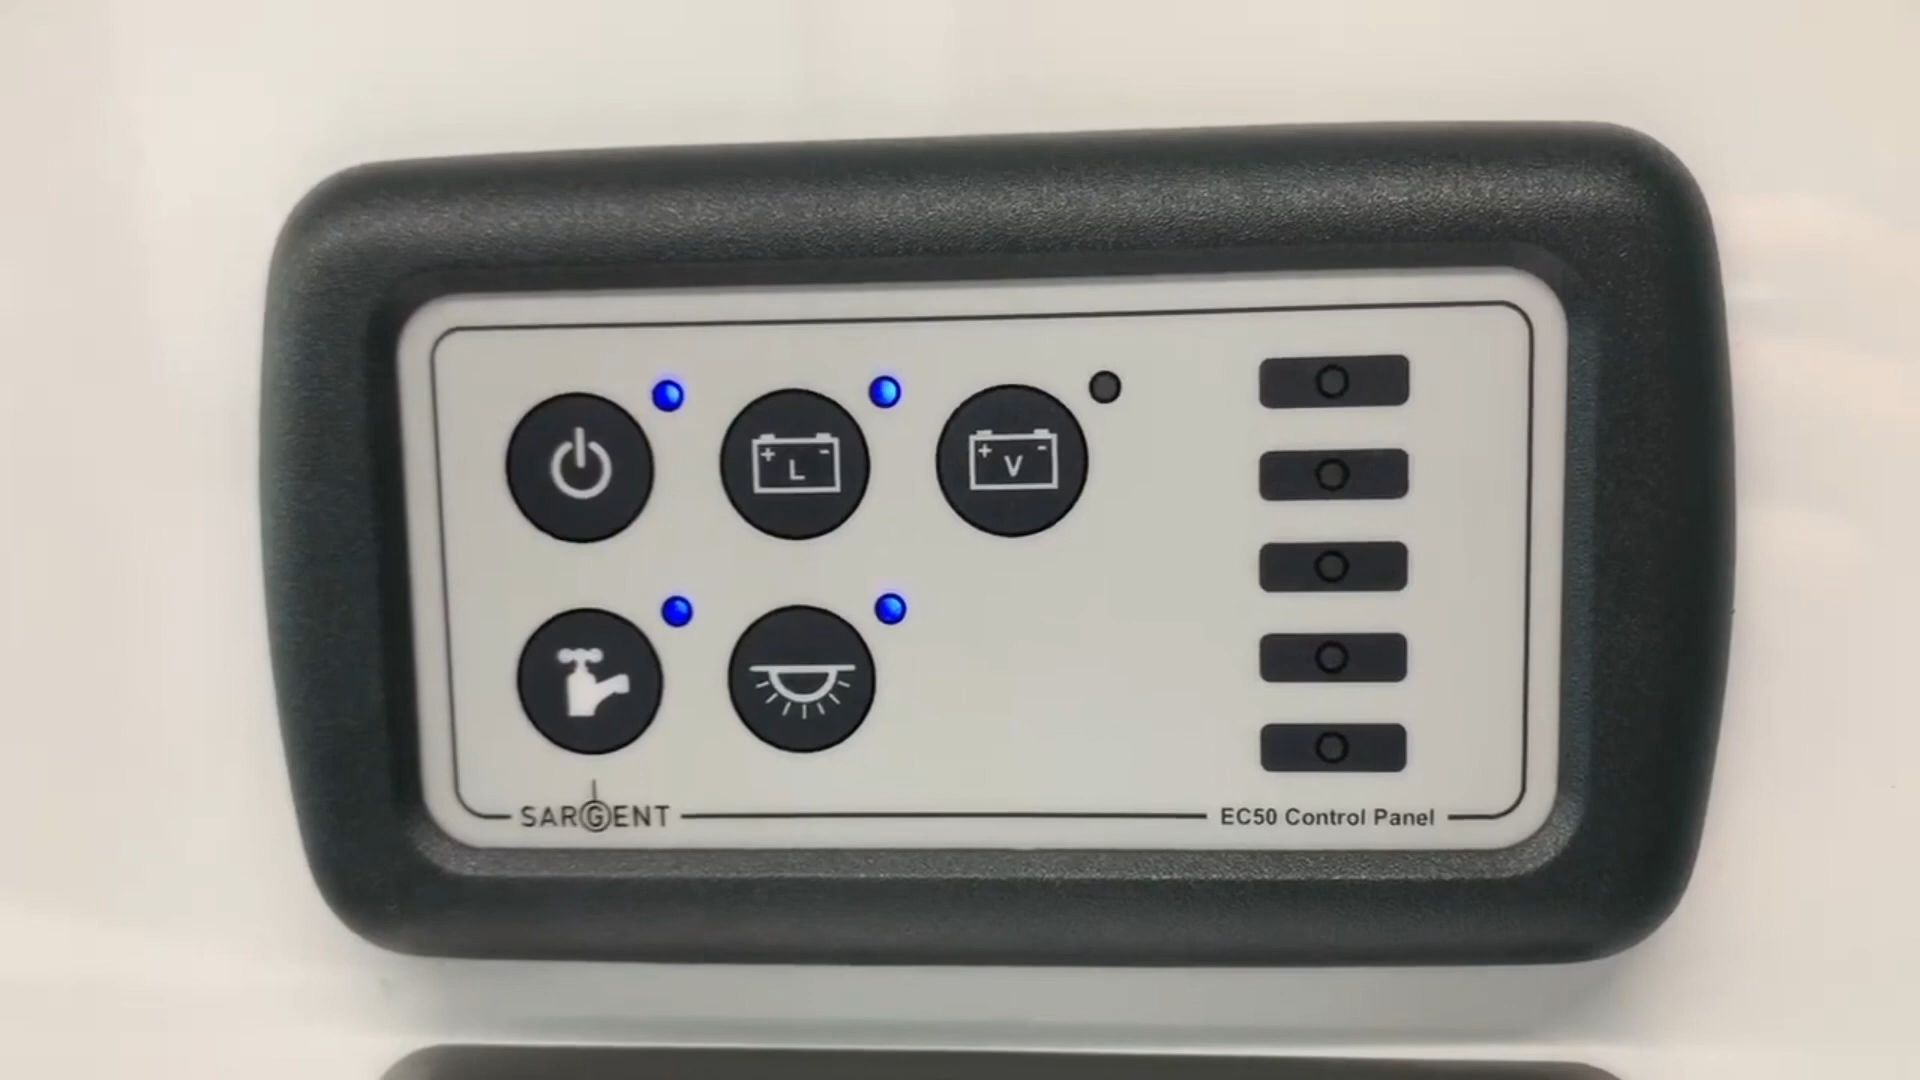 + L -
+ V -
SARGENT
EC50 Control Panel